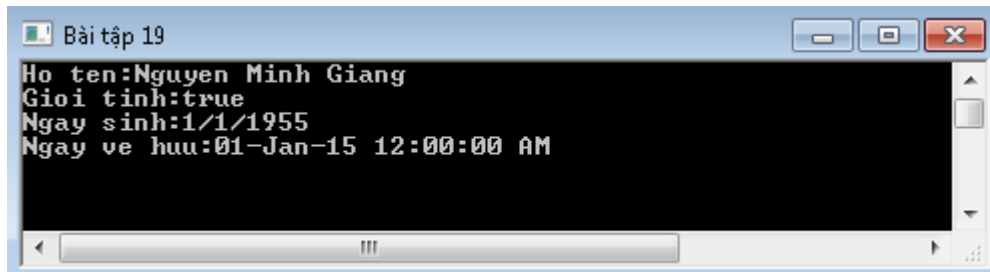 Bài tập 19
Ho ten:Nguyen Minh Giang
Gioi tinh:true
Ngay sinh:1/1/1955
Ngay ve huu:01-Jan-15 12:00:00 AM